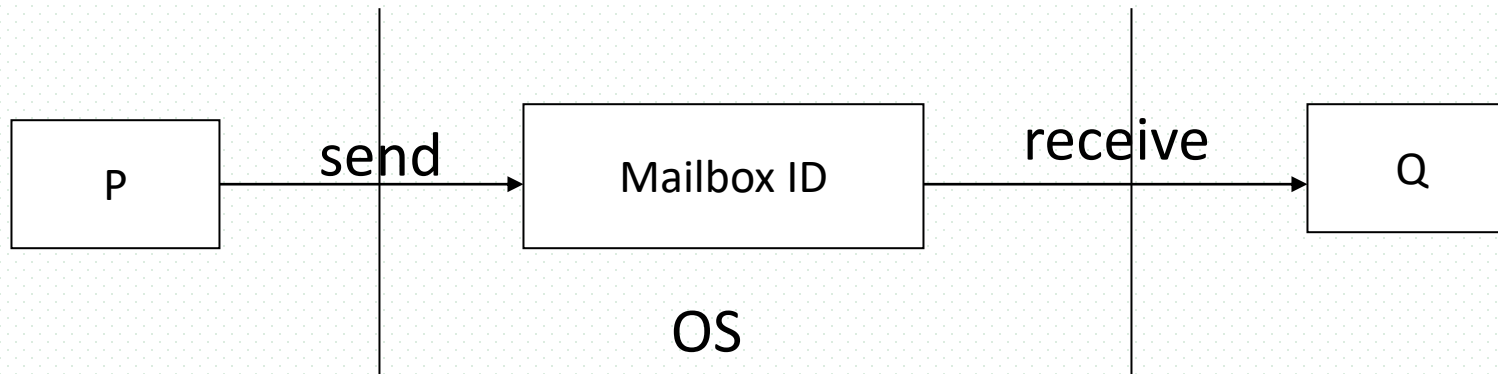 P
send
Mailbox ID
receive
Q
OS